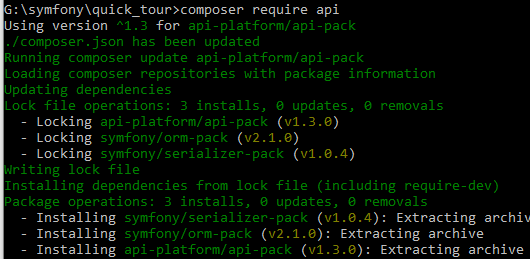 G:\symfony\quick_tour>composer require api
Using version ^1.3 for api-platform/api-pack
./composer.json has been updated
Running composer update api-platform/api-pack
Loading composer repositories with package information
Updating dependencies
Lock file operations: 3 installs, 0 updates, 0 removals
  - Locking api-platform/api-pack (v1.3.0)
  - Locking symfony/orm-pack (v2.1.0)
  - Locking symfony/serializer-pack (v1.0.4)
Writing lock file
Installing dependencies from lock file (including require-dev)
Package operations: 3 installs, 0 updates, 0 removals
  - Installing symfony/serializer-pack (v1.0.4): Extracting archiv
  - Installing symfony/orm-pack (v2.1.0): Extracting archive
  - Installing api-platform/api-pack (v1.3.0): Extracting archive